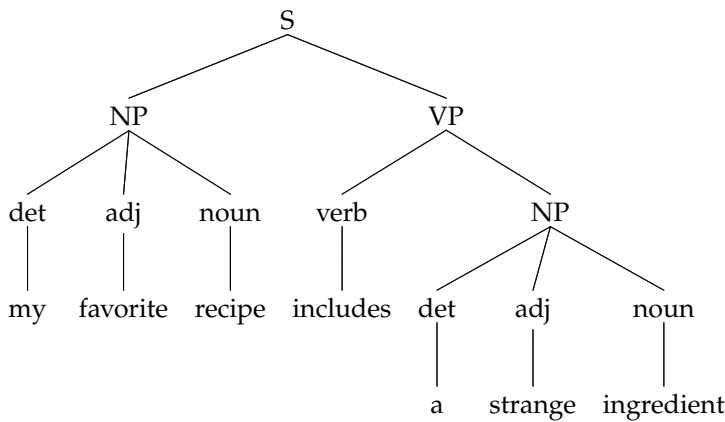 S
NP VP
det adj noun verb NP
my favorite recipe includes det adj noun
a strange ingredient